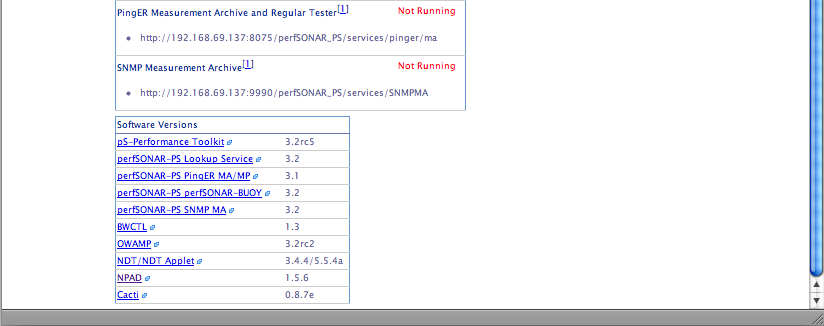 PingER Measurement Archive and Regular Tester[1] Not Running
• http://192.168.69.137:8075/perfSONAR_PS/services/pinger/ma
SNMP Measurement Archive[1] Not Running
• http://192.168.69.137:9990/perfSONAR_PS/services/SNMPMA
Software Versions
pS-Performance Toolkit 3.2rc5
perfSONAR-PS Lookup Service 3.2
perfSONAR-PS PingER MA/MP 3.1
perfSONAR-PS perfSONAR-BUOY 3.2
perfSONAR-PS SNMP MA 3.2
BWCTL 1.3
OWAMP 3.2rc2
NDT/NDT Applet 3.4.4/5.5.4a
NPAD 1.5.6
Cacti 0.8.7e